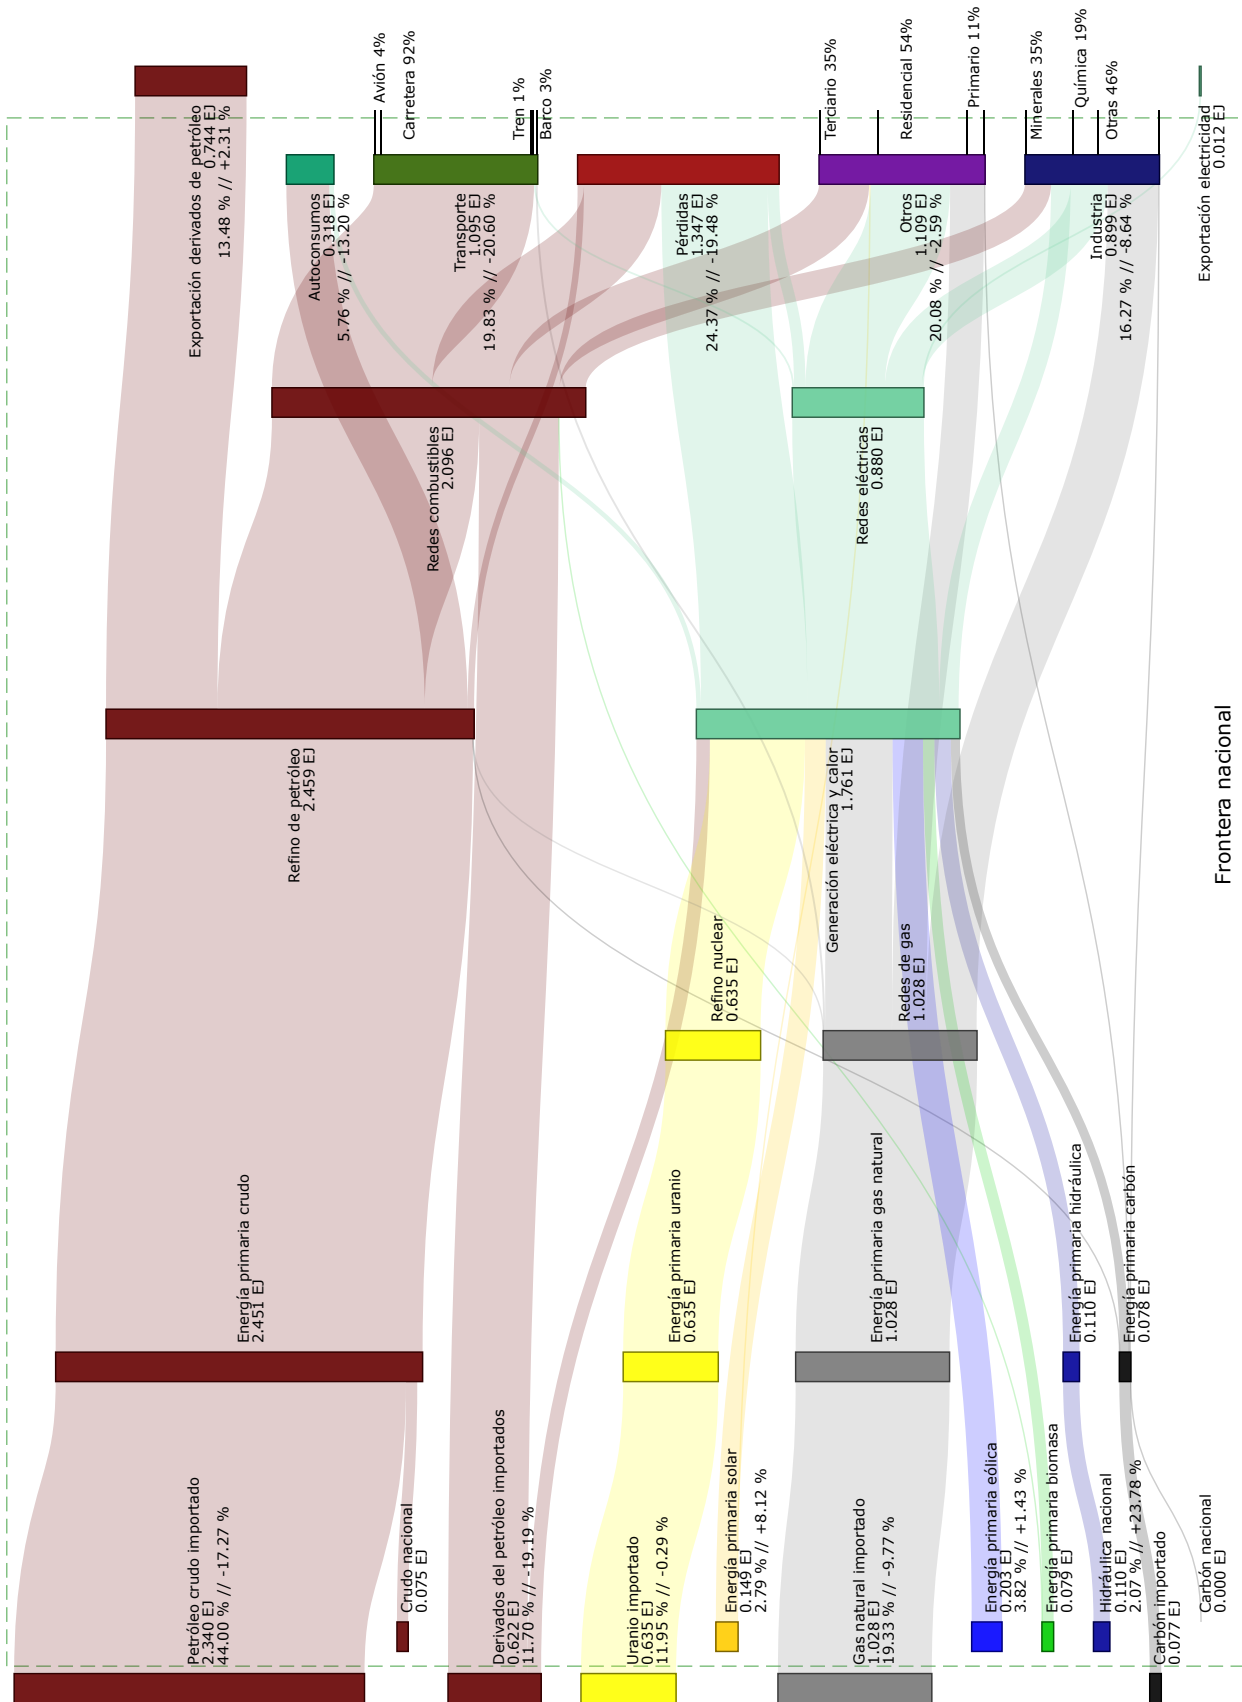 Petróleo crudo importado
2.340 EJ
44.00 % // -17.27 %
Crudo nacional
0.075 EJ
Derivados del petróleo importados
0.622 EJ
11.70 % // -19.19 %
Uranio importado
0.635 EJ
11.95 % // -0.29 %
Energía primaria solar
0.149 EJ
2.79 % // +8.12 %
Gas natural importado
1.028 EJ
19.33 % // -9.77 %
Energía primaria eólica
0.203 EJ
3.82 % // +1.43 %
Energía primaria biomasa
0.079 EJ
Hidráulica nacional
0.110 EJ
2.07 % // +23.78 %
Carbón importado
0.077 EJ
Carbón nacional
0.000 EJ
Energía primaria crudo
2.451 EJ
Energía primaria uranio
0.635 EJ
Energía primaria gas natural
1.028 EJ
Energía primaria hidráulica
0.110 EJ
Energía primaria carbón
0.078 EJ
Refino nuclear
0.635 EJ
Redes de gas
1.028 EJ
Refino de petróleo
2.459 EJ
Generación eléctrica y calor
1.761 EJ
Redes combustibles
2.096 EJ
Redes eléctricas
0.880 EJ
Exportación derivados de petróleo
0.744 EJ
13.48 % // +2.31 %
Autoconsumos
0.318 EJ
5.76 % // -13.20 %
Transporte
1.095 EJ
19.83 % // -20.60 %
Pérdidas
1.347 EJ
24.37 % // -19.48 %
Otros
1.109 EJ
20.08 % // -2.59 %
Industria
0.899 EJ
16.27 % // -8.64 %
Exportación electricidad
0.012 EJ
Avión 4%
Carretera 92%
Tren 1%
Barco 3%
Terciario 35%
Residencial 54%
Primario 11%
Minerales 35%
Química 19%
Otras 46%
Frontera nacional